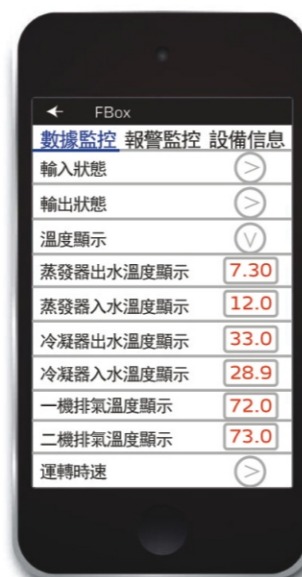 ← FBox
數據監控 報警監控 設備信息
輸入狀態 >
輸出狀態 >
溫度顯示 v
蒸發器出水溫度顯示 7.30
蒸發器入水溫度顯示 12.0
冷凝器出水溫度顯示 33.0
冷凝器入水溫度顯示 28.9
一機排氣溫度顯示 72.0
二機排氣溫度顯示 73.0
運轉時速 >